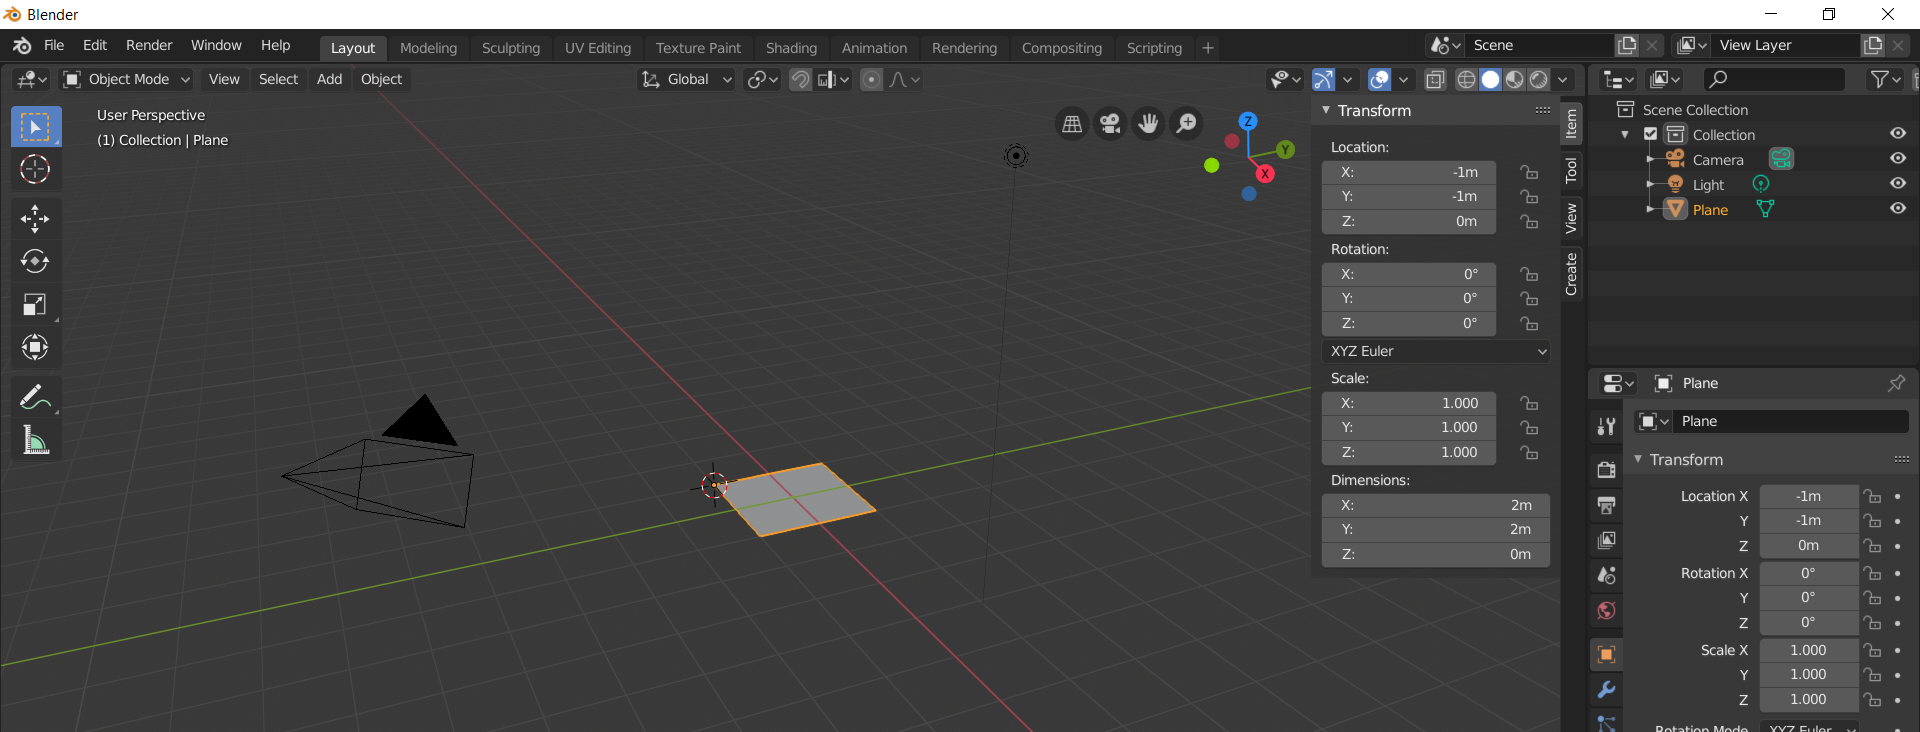 Blender
File Edit Render Window Help Layout Modeling Sculpting UV Editing Texture Paint Shading Animation Rendering Compositing Scripting + Scene View Layer
Object Mode View Select Add Object Global
User Perspective
(1) Collection | Plane
Z
Y
X
Transform
Location:
X: -1m
Y: -1m
Z: 0m
Rotation:
X: 0°
Y: 0°
Z: 0°
XYZ Euler
Scale:
X: 1.000
Y: 1.000
Z: 1.000
Dimensions:
X: 2m
Y: 2m
Z: 0m
Item
Tool
View
Create
Scene Collection
Collection
Camera
Light
Plane
Plane
Plane
Transform
Location X -1m
Y -1m
Z 0m
Rotation X 0°
Y 0°
Z 0°
Scale X 1.000
Y 1.000
Z 1.000
Rotation Mode XYZ Euler